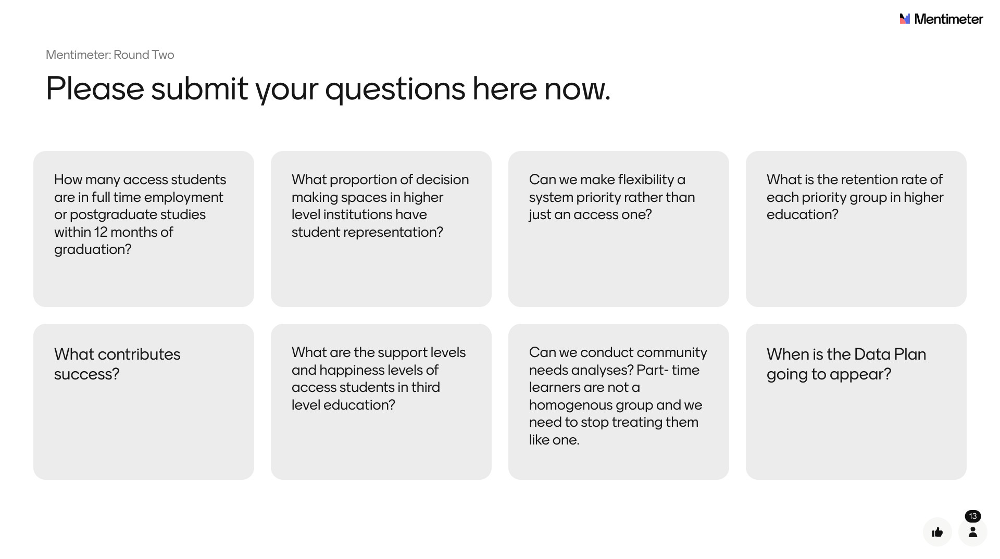 Mentimeter
Mentimeter: Round Two
Please submit your questions here now.
How many access students
are in full time employment
or postgraduate studies
within 12 months of
graduation?
What proportion of decision
making spaces in higher
level institutions have
student representation?
Can we make flexibility a
system priority rather than
just an access one?
What is the retention rate of
each priority group in higher
education?
What contributes
success?
What are the support levels
and happiness levels of
access students in third
level education?
Can we conduct community
needs analyses? Part- time
learners are not a
homogenous group and we
need to stop treating them
like one.
When is the Data Plan
going to appear?
13